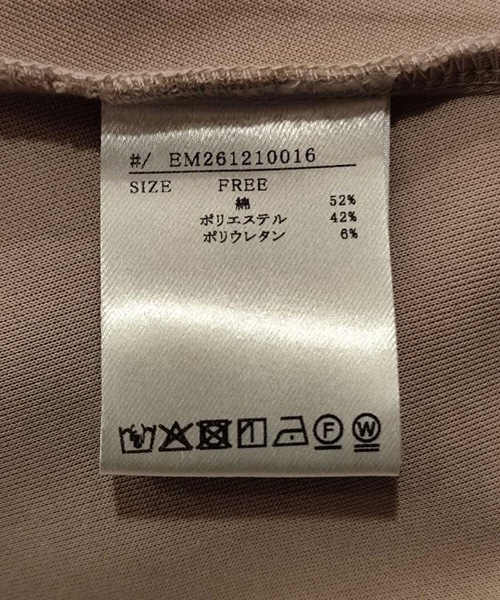 #/ EM261210016
SIZE FREE
綿 52%
ポリエステル 42%
ポリウレタン 6%
F W